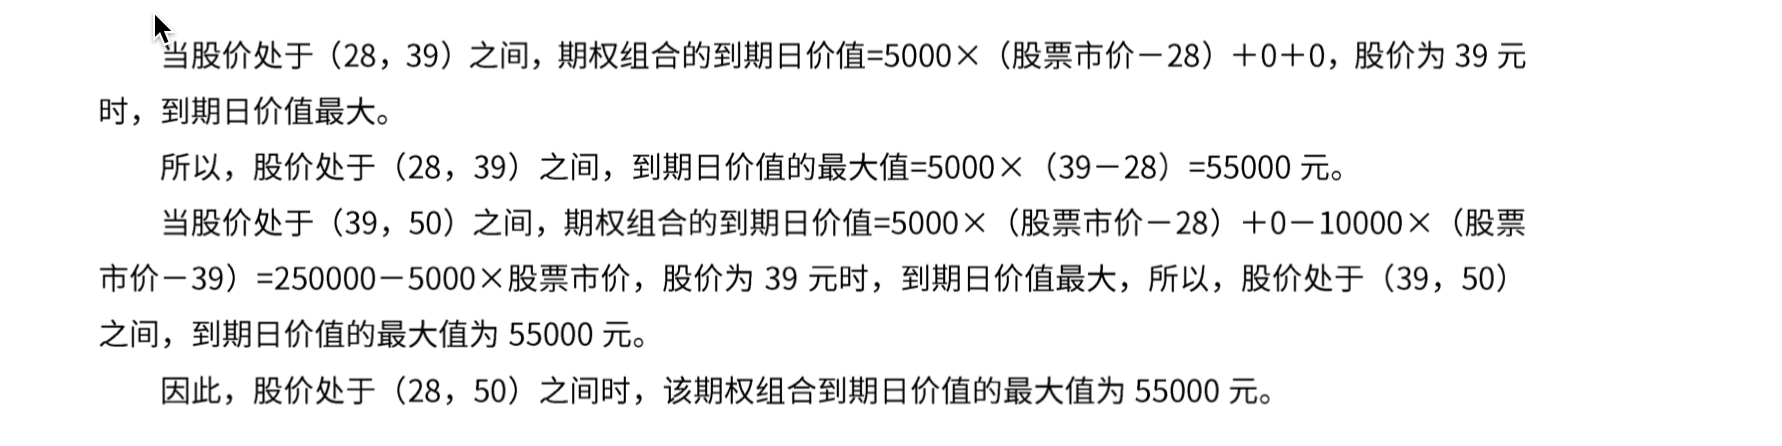 当股价处于（28，39）之间，期权组合的到期日价值=5000×（股票市价－28）＋0＋0，股价为 39 元
时，到期日价值最大。
所以，股价处于（28，39）之间，到期日价值的最大值=5000×（39－28）=55000 元。
当股价处于（39，50）之间，期权组合的到期日价值=5000×（股票市价－28）＋0－10000×（股票
市价－39）=250000－5000×股票市价，股价为 39 元时，到期日价值最大，所以，股价处于（39，50）
之间，到期日价值的最大值为 55000 元。
因此，股价处于（28，50）之间时，该期权组合到期日价值的最大值为 55000 元。